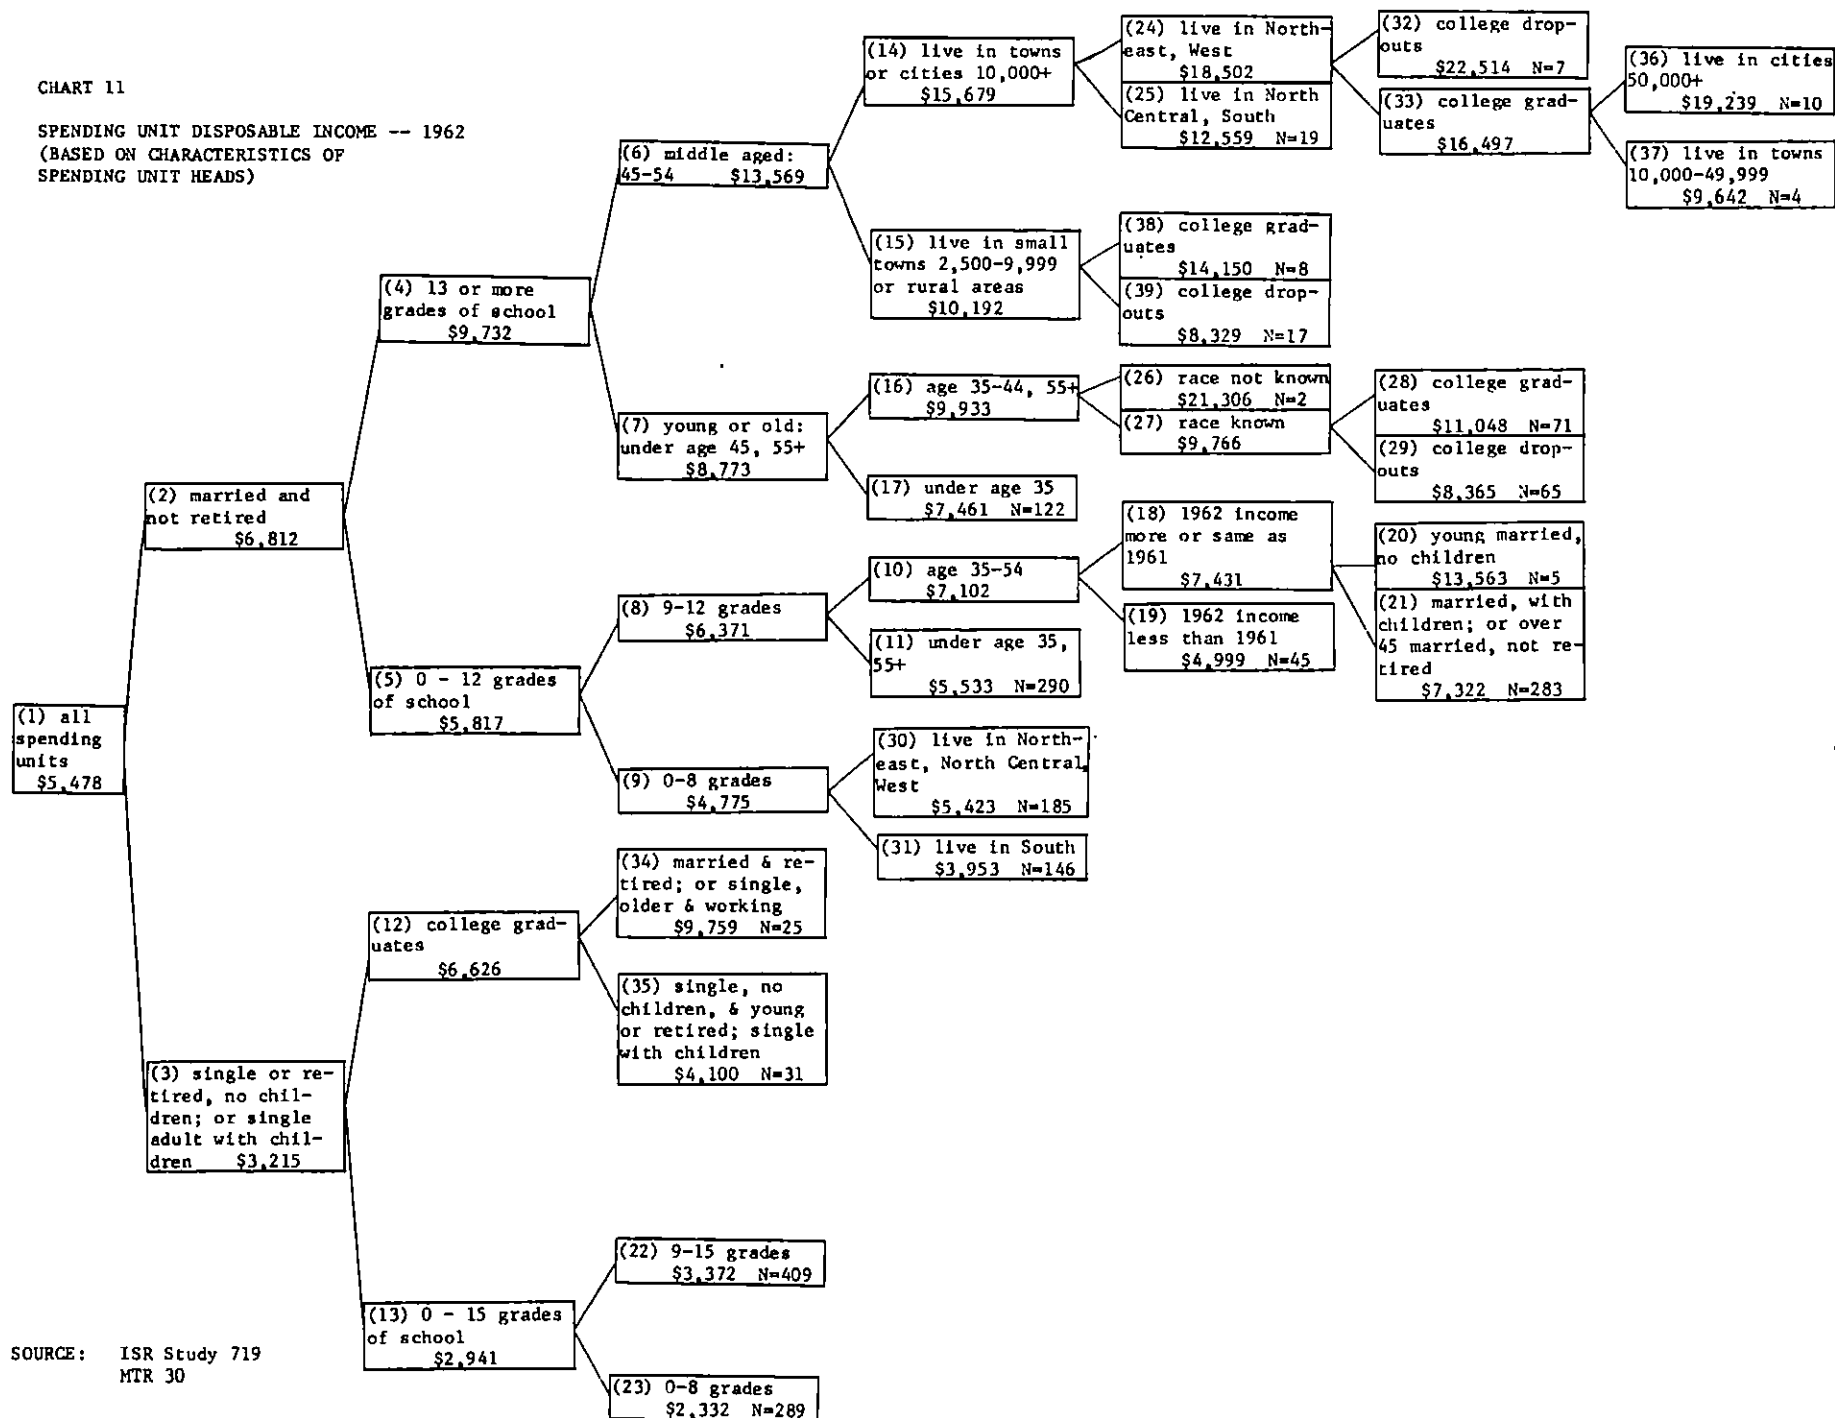 CHART 11
SPENDING UNIT DISPOSABLE INCOME -- 1962
(BASED ON CHARACTERISTICS OF
SPENDING UNIT HEADS)
(1) all
spending
units
$5,478
(2) married and
not retired
$6,812
(3) single or re-
tired, no chil-
dren; or single
adult with chil-
dren $3,215
(4) 13 or more
grades of school
$9,732
(5) 0 - 12 grades
of school
$5,817
(12) college grad-
uates
$6,626
(13) 0 - 15 grades
of school
$2,941
(6) middle aged:
45-54 $13,569
(7) young or old:
under age 45, 55+
$8,773
(8) 9-12 grades
$6,371
(9) 0-8 grades
$4,775
(34) married & re-
tired; or single,
older & working
$9,759 N=25
(35) single, no
children, & young
or retired; single
with children
$4,100 N=31
(22) 9-15 grades
$3,372 N=409
(23) 0-8 grades
$2,332 N=289
(14) live in towns
or cities 10,000+
$15,679
(15) live in small
towns 2,500-9,999
or rural areas
$10,192
(16) age 35-44, 55+
$9,933
(17) under age 35
$7,461 N=122
(10) age 35-54
$7,102
(11) under age 35,
55+
$5,533 N=290
(30) live in North-
east, North Central,
West
$5,423 N=185
(31) live in South
$3,953 N=146
(24) live in North-
east, West
$18,502
(25) live in North
Central, South
$12,559 N=19
(38) college grad-
uates
$14,150 N=8
(39) college drop-
outs
$8,329 N=17
(26) race not known
$21,306 N=2
(27) race known
$9,766
(18) 1962 income
more or same as
1961
$7,431
(19) 1962 income
less than 1961
$4,999 N=45
(32) college drop-
outs
$22,514 N=7
(33) college grad-
uates
$16,497
(28) college grad-
uates
$11,048 N=71
(29) college drop-
outs
$8,365 N=65
(20) young married,
no children
$13,563 N=5
(21) married, with
children; or over
45 married, not re-
tired
$7,322 N=283
(36) live in cities
50,000+
$19,239 N=10
(37) live in towns
10,000-49,999
$9,642 N=4
SOURCE: ISR Study 719
MTR 30